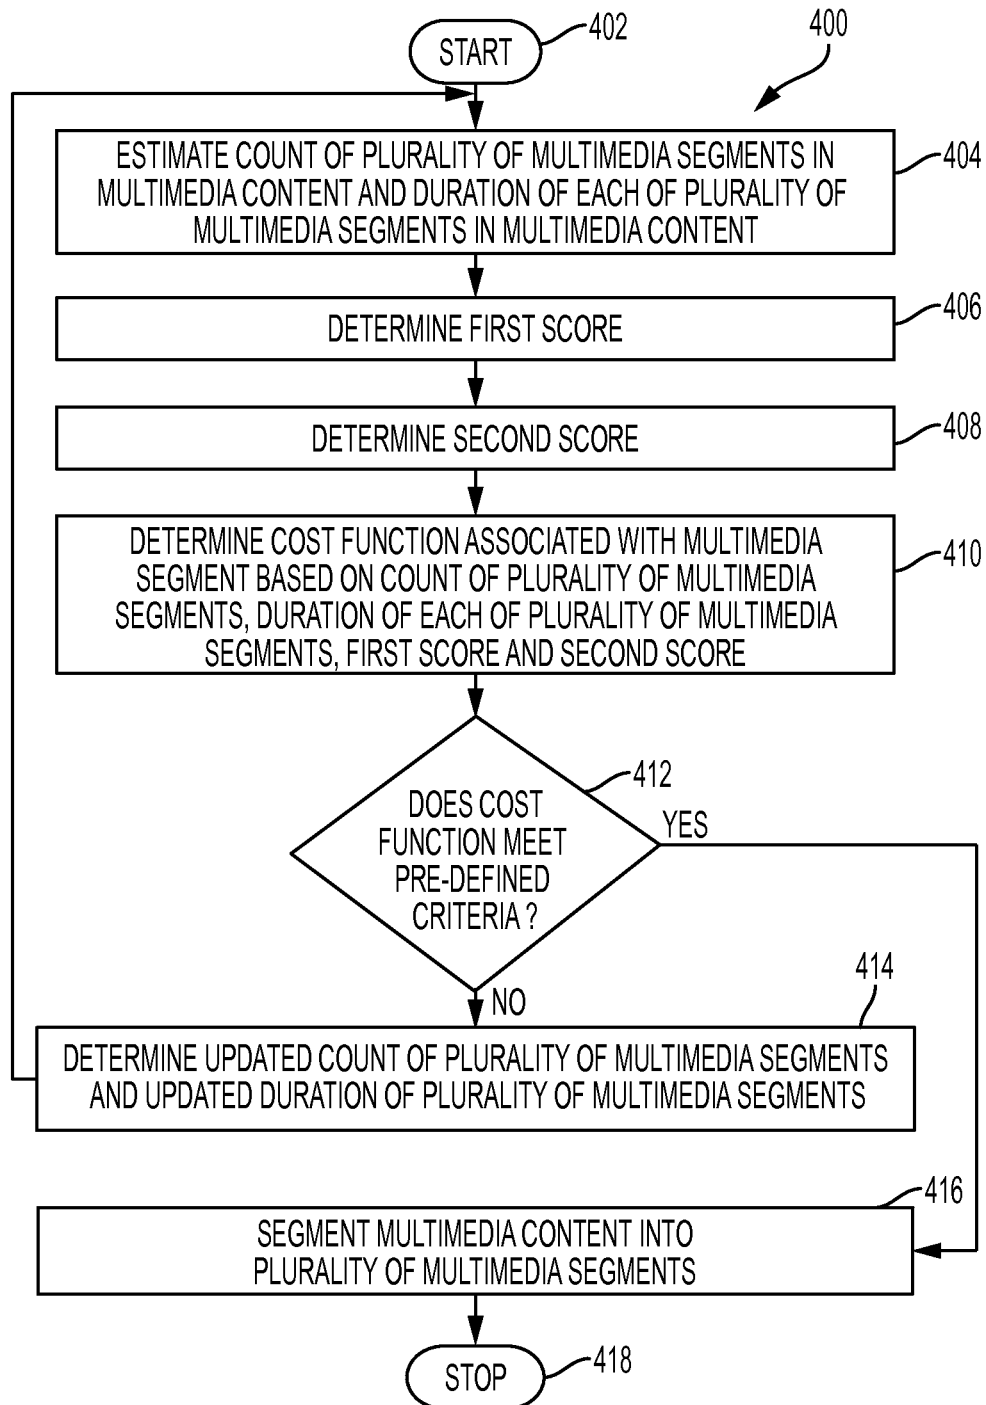 START
402
400
ESTIMATE COUNT OF PLURALITY OF MULTIMEDIA SEGMENTS IN
MULTIMEDIA CONTENT AND DURATION OF EACH OF PLURALITY OF
MULTIMEDIA SEGMENTS IN MULTIMEDIA CONTENT
404
DETERMINE FIRST SCORE
406
DETERMINE SECOND SCORE
408
DETERMINE COST FUNCTION ASSOCIATED WITH MULTIMEDIA
SEGMENT BASED ON COUNT OF PLURALITY OF MULTIMEDIA
SEGMENTS, DURATION OF EACH OF PLURALITY OF MULTIMEDIA
SEGMENTS, FIRST SCORE AND SECOND SCORE
410
412
DOES COST
FUNCTION MEET
PRE-DEFINED
CRITERIA ?
YES
NO
414
DETERMINE UPDATED COUNT OF PLURALITY OF MULTIMEDIA SEGMENTS
AND UPDATED DURATION OF PLURALITY OF MULTIMEDIA SEGMENTS
416
SEGMENT MULTIMEDIA CONTENT INTO
PLURALITY OF MULTIMEDIA SEGMENTS
STOP
418